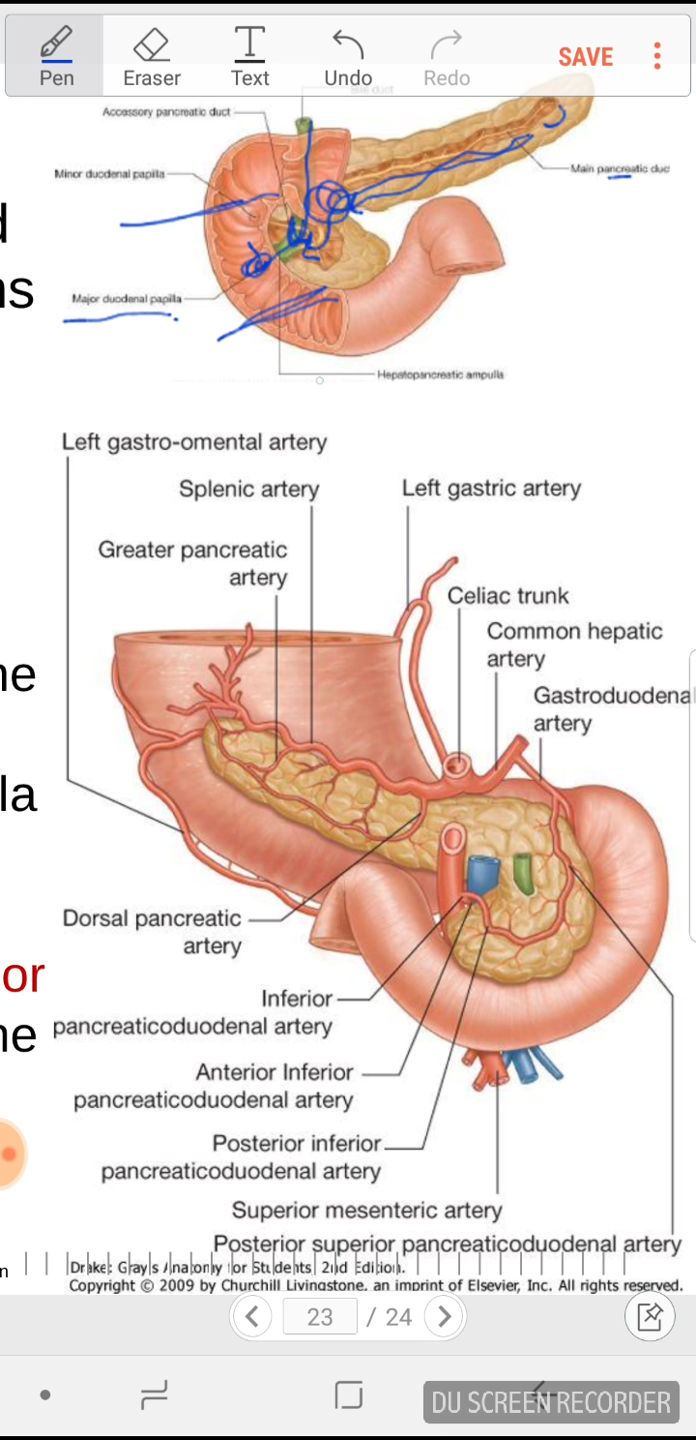 Pen
Eraser
Text
Undo
Redo
SAVE
Accessory pancreatic duct
Minor duodenal papilla
Main pancreatic duc
d
ns
Major duodenal papilla
Hepatopancreatic ampulla
Left gastro-omental artery
Splenic artery
Left gastric artery
Greater pancreatic
artery
Celiac trunk
Common hepatic
artery
ne
Gastroduodenal
artery
la
Dorsal pancreatic
artery
or
Inferior
pancreaticoduodenal artery
ne
Anterior Inferior
pancreaticoduodenal artery
Posterior inferior
pancreaticoduodenal artery
Superior mesenteric artery
Posterior superior pancreaticoduodenal artery
n
Drake: Gray's Anatomy for Students, 2nd Edition.
Copyright © 2009 by Churchill Livingstone, an imprint of Elsevier, Inc. All rights reserved.
23 / 24
DU SCREEN RECORDER